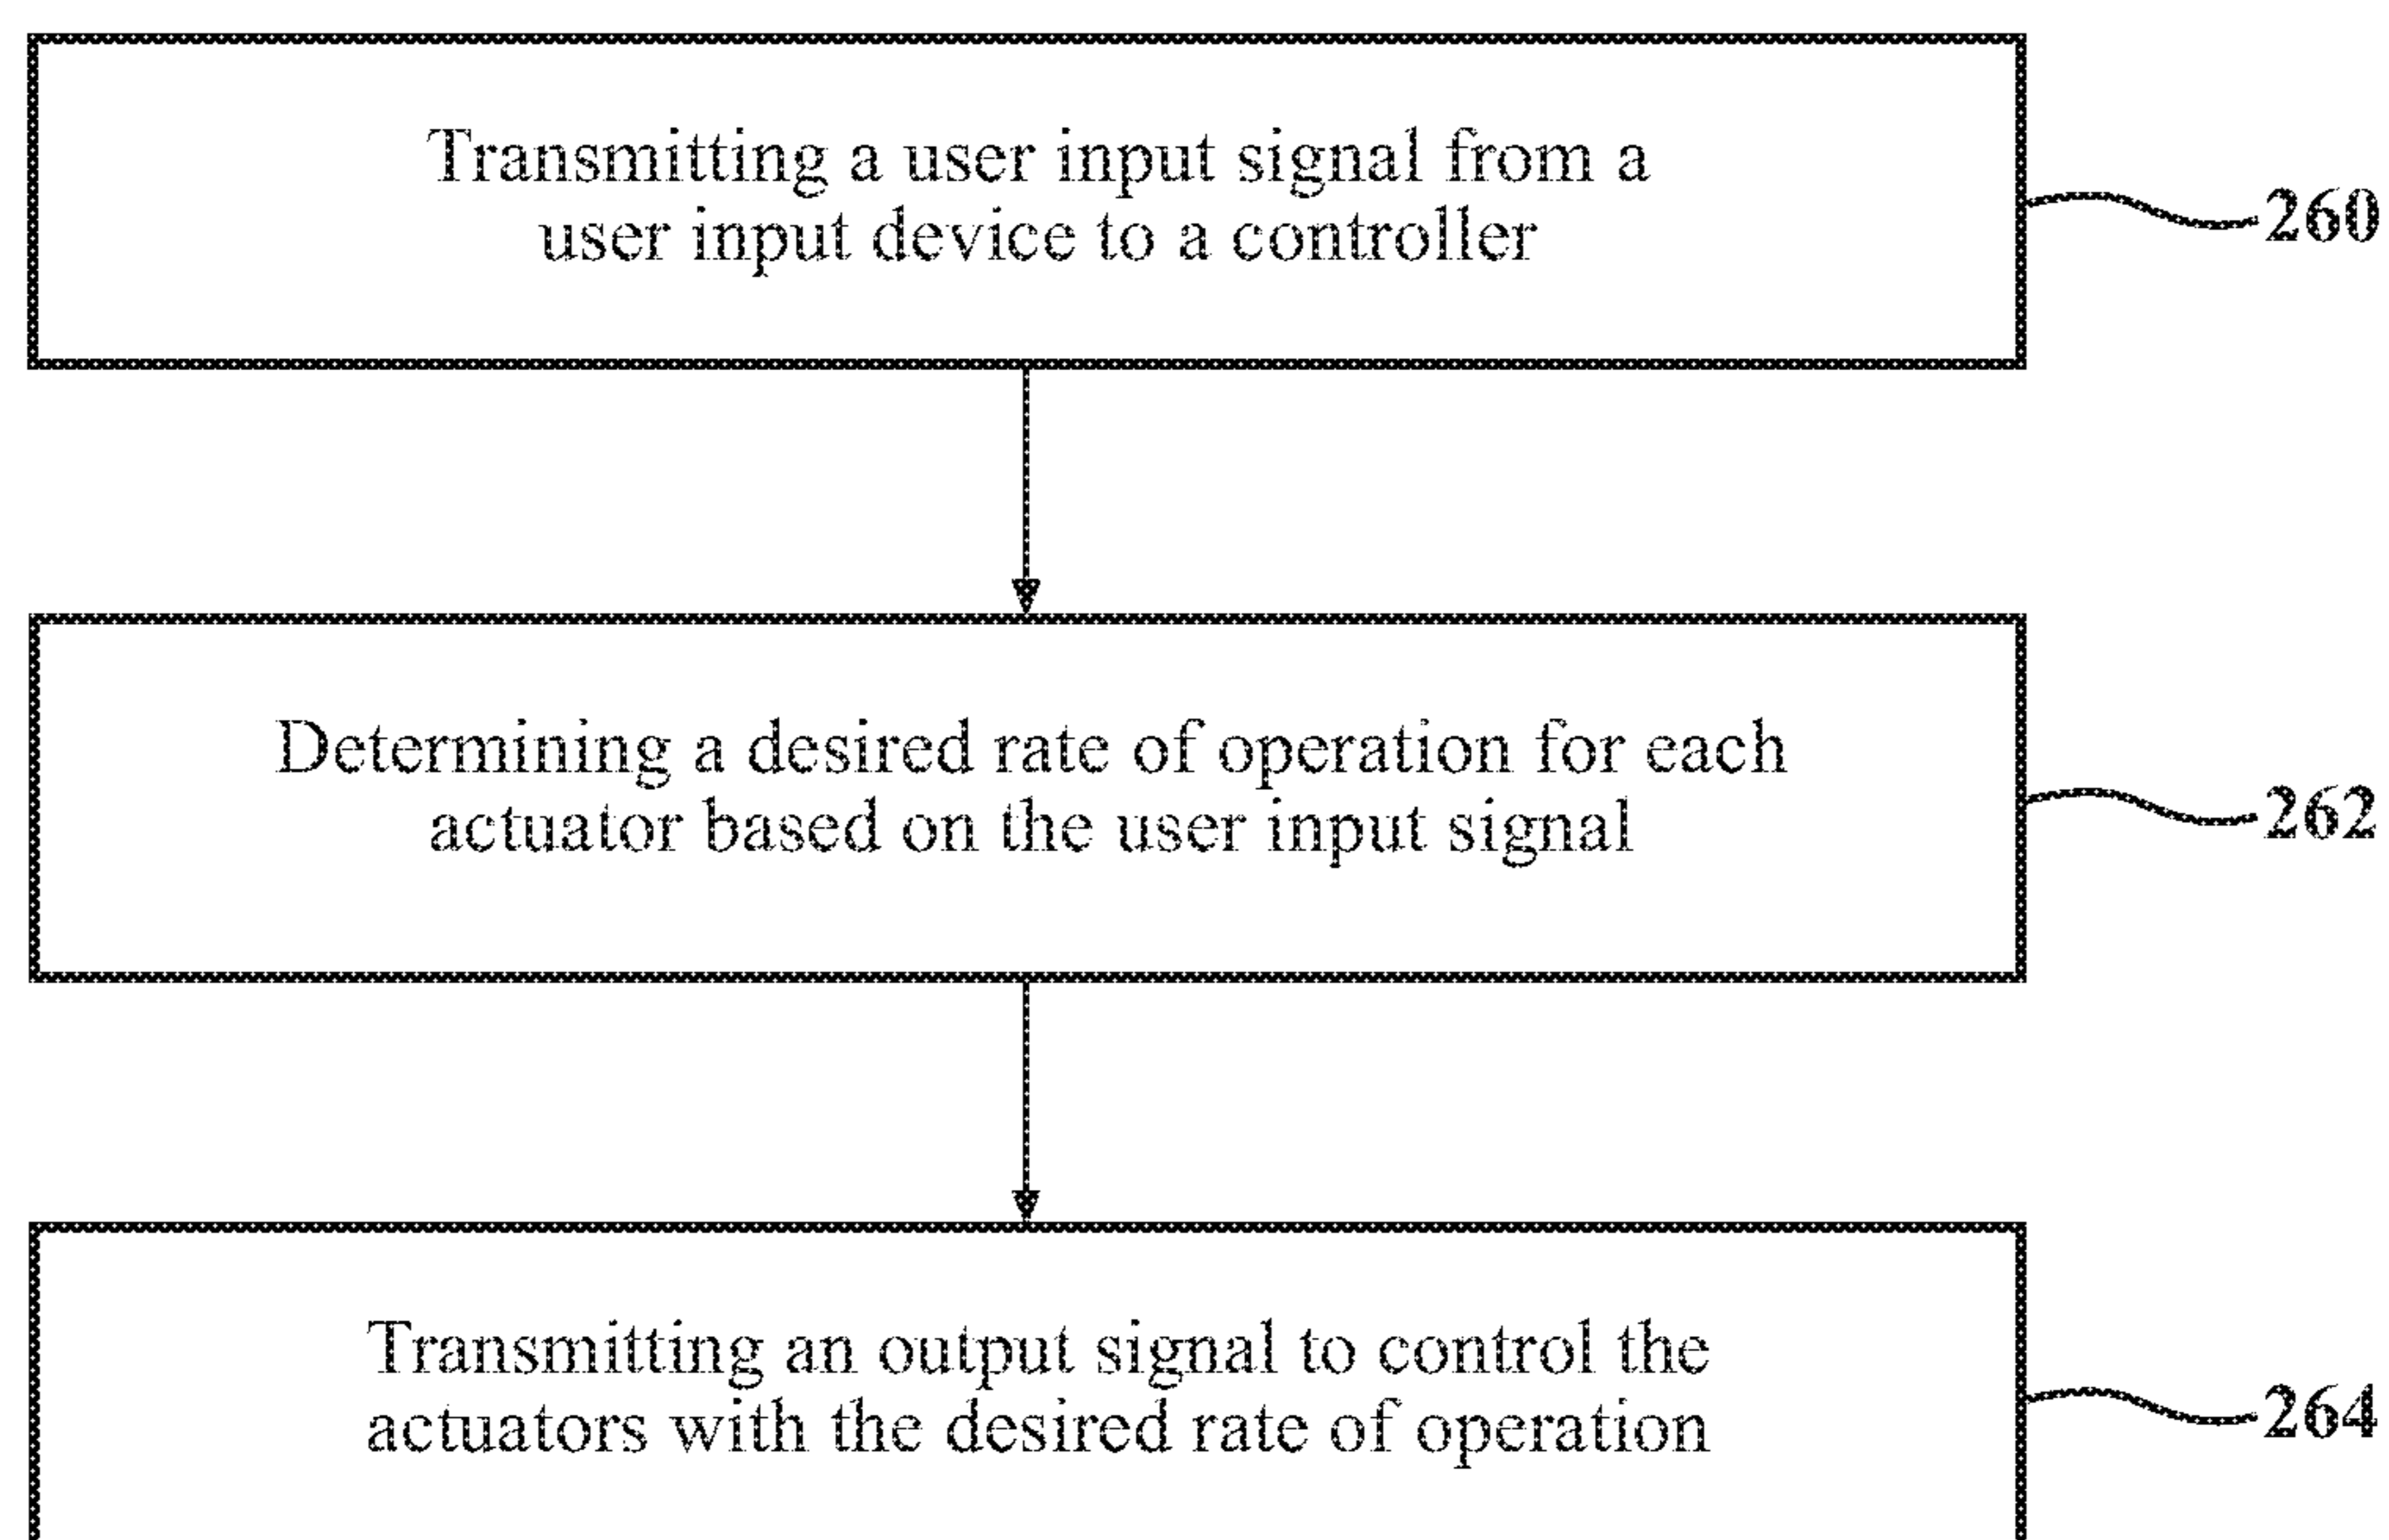 Transmitting a user input signal from a
user input device to a controller
260
Determining a desired rate of operation for each
actuator based on the user input signal
262
Transmitting an output signal to control the
actuators with the desired rate of operation
264